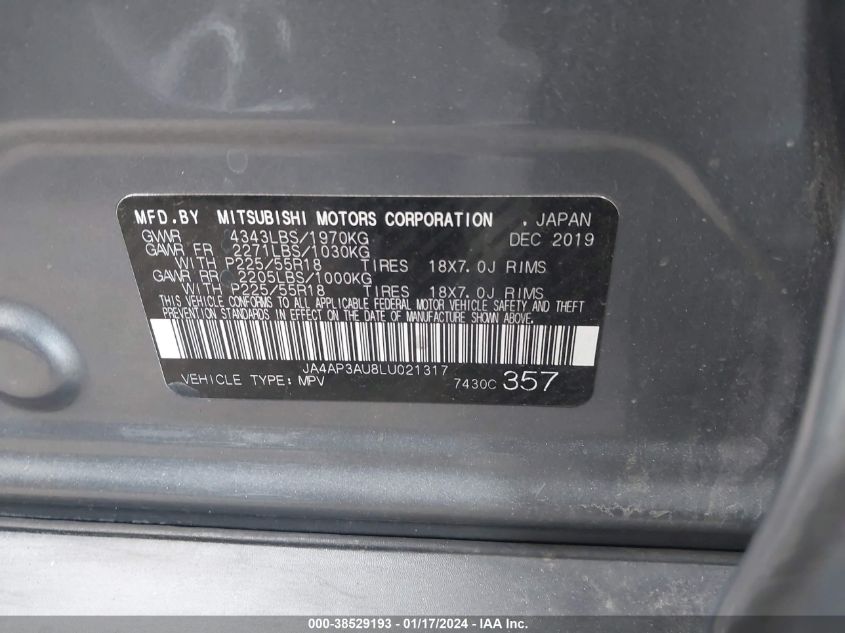 MFD.BY MITSUBISHI MOTORS CORPORATION . JAPAN
GVWR 4343LBS/1970KG DEC 2019
GAWR FR 2271LBS/1030KG
WITH P225/55R18 TIRES 18X7.0J RIMS
GAWR RR 2205LBS/1000KG
WITH P225/55R18 TIRES 18X7.0J RIMS
THIS VEHICLE CONFORMS TO ALL APPLICABLE FEDERAL MOTOR VEHICLE SAFETY AND THEFT
PREVENTION STANDARDS IN EFFECT ON THE DATE OF MANUFACTURE SHOWN ABOVE.
JA4AP3AU8LU021317
VEHICLE TYPE: MPV 7430C 357
000-38529193 - 01/17/2024 - IAA Inc.